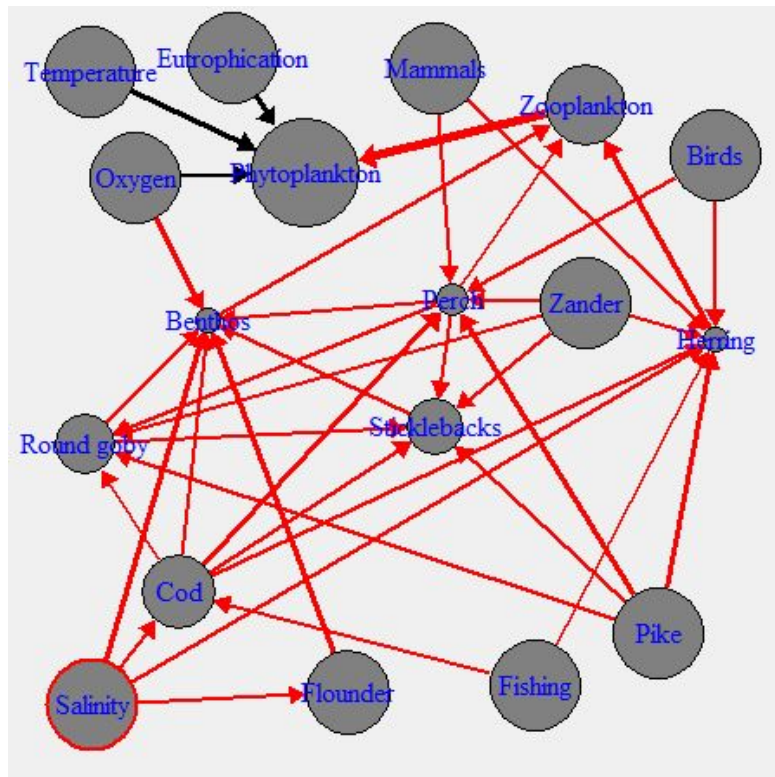 Temperature
Eutrophication
Mammals
Zooplankton
Birds
Oxygen
Phytoplankton
Benthos
Perch
Zander
Herring
Round goby
Sticklebacks
Cod
Pike
Salinity
Flounder
Fishing